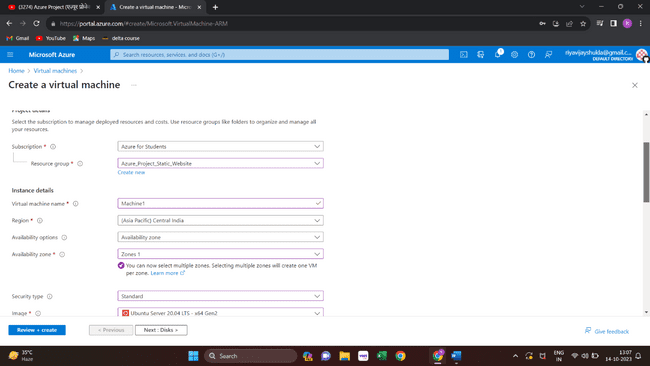 (3274) Azure Project (एज़्यूर प्रोजे
Create a virtual machine - Micro
https://portal.azure.com/#create/Microsoft.VirtualMachine-ARM
Gmail YouTube Maps delta course
Microsoft Azure
Search resources, services, and docs (G+/)
1
riyavijayshukla@gmail.c...
DEFAULT DIRECTORY
Home > Virtual machines >
Create a virtual machine ...
Project details
Select the subscription to manage deployed resources and costs. Use resource groups like folders to organize and manage all
your resources.
Subscription *
Azure for Students
Resource group *
Azure_Project_Static_Website
Create new
Instance details
Virtual machine name *
Machine1
Region *
(Asia Pacific) Central India
Availability options
Availability zone
Availability zone *
Zones 1
You can now select multiple zones. Selecting multiple zones will create one VM
per zone. Learn more
Security type
Standard
Image *
Ubuntu Server 20.04 LTS - x64 Gen2
Review + create
< Previous
Next : Disks >
Give feedback
35°C
Haze
Search
ENG
IN
13:07
14-10-2023